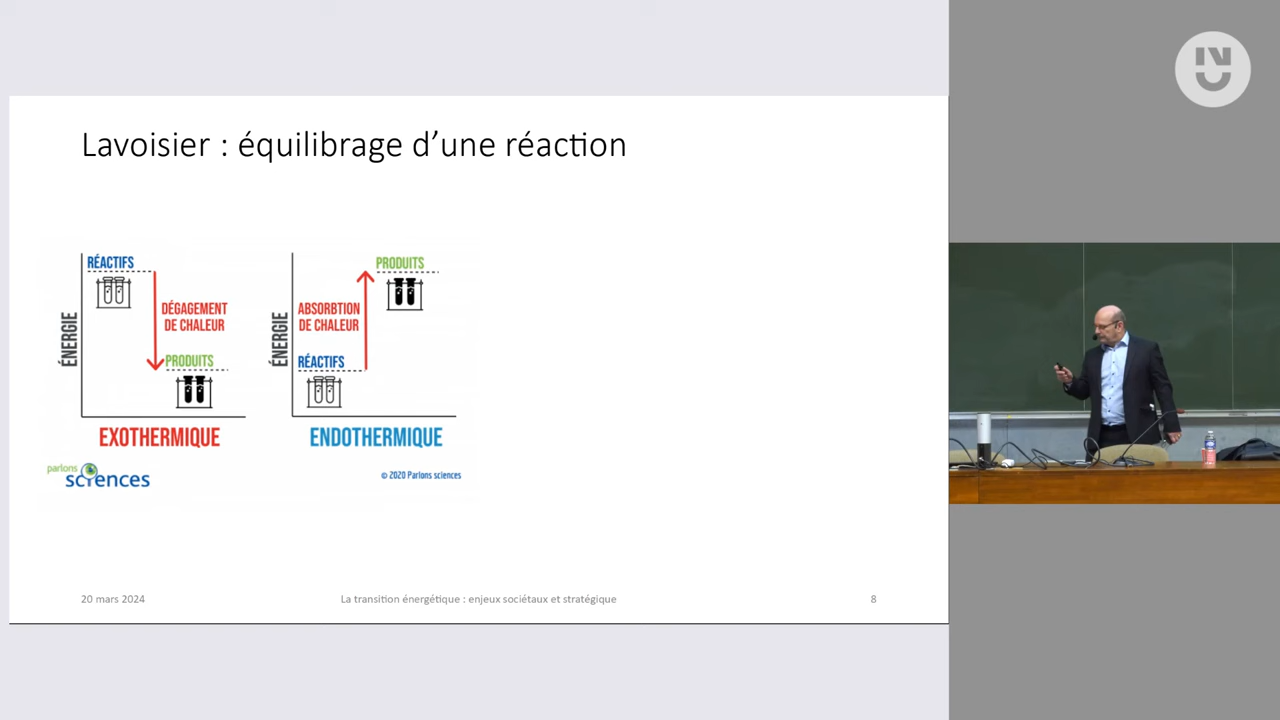 Lavoisier : équilibrage d’une réaction
RÉACTIFS
ÉNERGIE
DÉGAGEMENT
DE CHALEUR
PRODUITS
EXOTHERMIQUE
PRODUITS
ÉNERGIE
ABSORBTION
DE CHALEUR
RÉACTIFS
ENDOTHERMIQUE
parlons
sciences
© 2020 Parlons sciences
20 mars 2024
La transition énergétique : enjeux sociétaux et stratégique
8